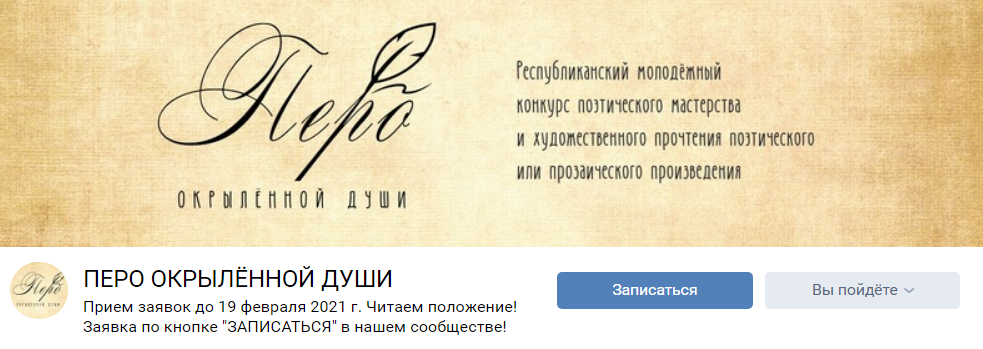 Перо
ОКРЫЛЁННОЙ ДУШИ
Республиканский молодёжный
конкурс поэтического мастерства
и художественного прочтения поэтического
или прозаического произведения
Перо
ОКРЫЛЁННОЙ ДУШИ
ПЕРО ОКРЫЛЁННОЙ ДУШИ
Прием заявок до 19 февраля 2021 г. Читаем положение!
Заявка по кнопке "ЗАПИСАТЬСЯ" в нашем сообществе!
Записаться
Вы пойдёте